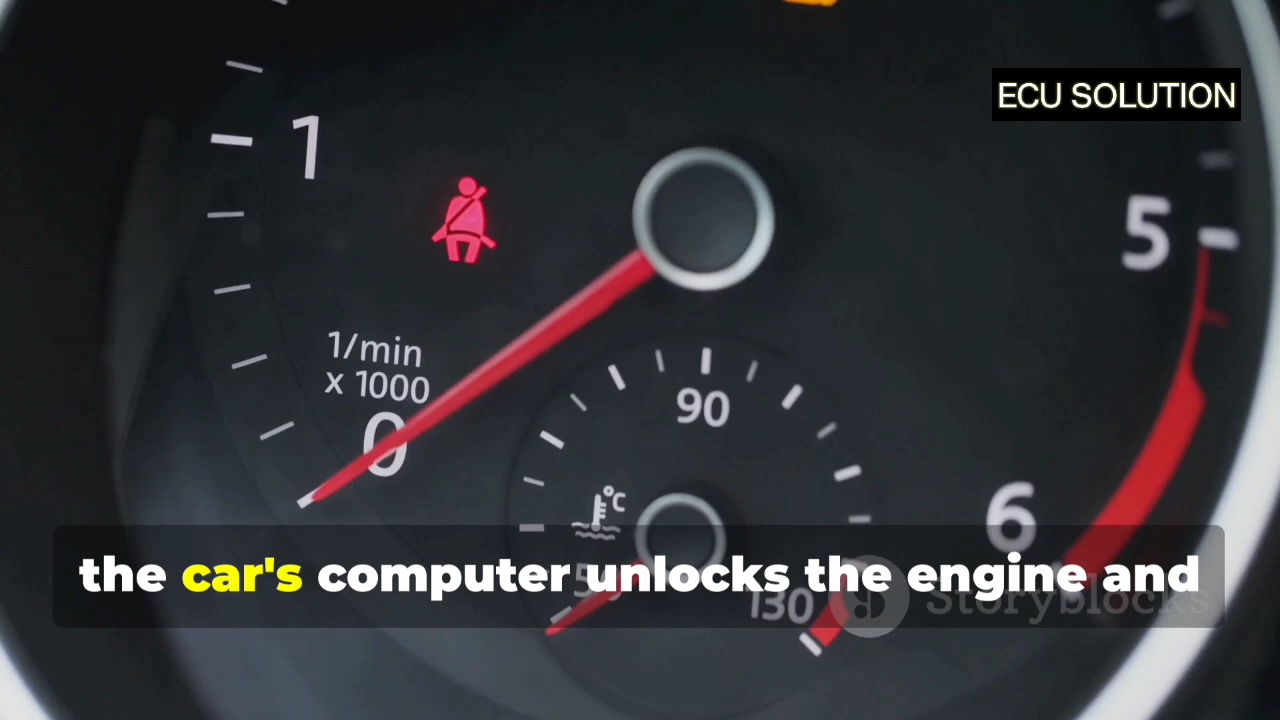 ECU SOLUTION
1
5
1/min
x 1000
0
90
°C
6
the car's computer unlocks the engine and
130
Storyblocks